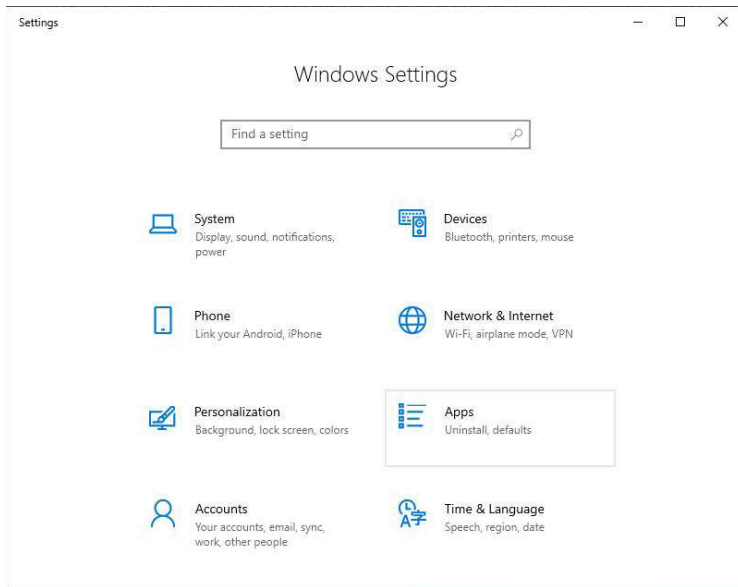 Settings
Windows Settings
Find a setting
System
Display, sound, notifications,
power
Devices
Bluetooth, printers, mouse
Phone
Link your Android, iPhone
Network & Internet
Wi-Fi, airplane mode, VPN
Personalization
Background, lock screen, colors
Apps
Uninstall, defaults
Accounts
Your accounts, email, sync,
work, other people
Time & Language
Speech, region, date